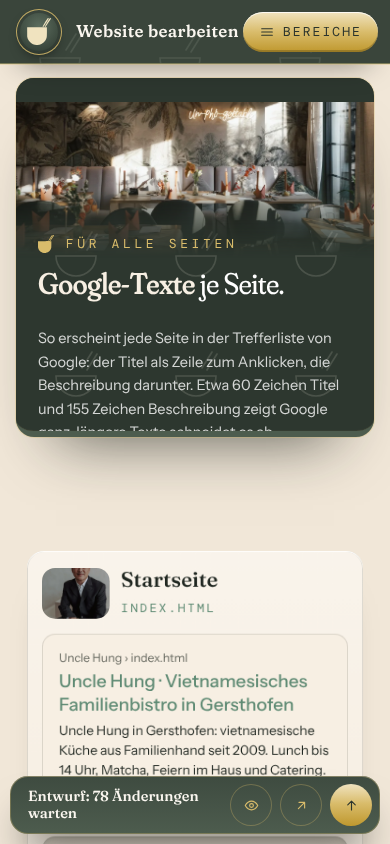 Website bearbeiten
BEREICHE
FÜR ALLE SEITEN
Google-Texte je Seite.
So erscheint jede Seite in der Trefferliste von
Google: der Titel als Zeile zum Anklicken, die
Beschreibung darunter. Etwa 60 Zeichen Titel
und 155 Zeichen Beschreibung zeigt Google
Startseite
INDEX.HTML
Uncle Hung › index.html
Uncle Hung · Vietnamesisches
Familienbistro in Gersthofen
Uncle Hung in Gersthofen: vietnamesische
Küche aus Familienhand seit 2009. Lunch bis
14 Uhr, Matcha, Feiern im Haus und Catering.
Entwurf: 78 Änderungen
warten